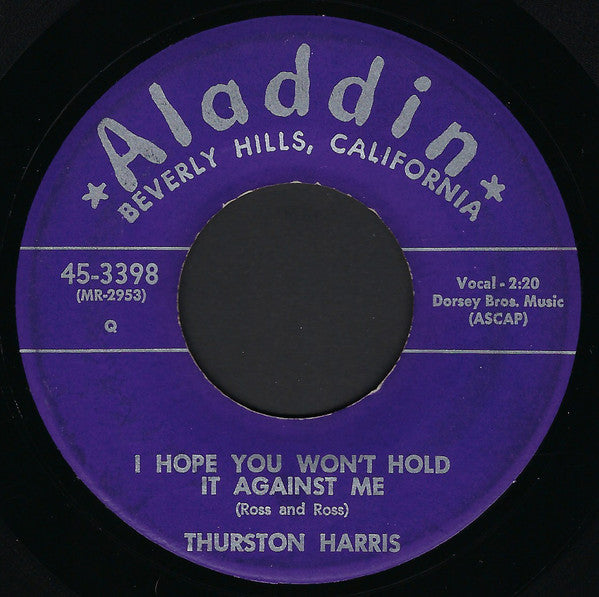 ★Aladdin★
BEVERLY HILLS, CALIFORNIA
45-3398
(MR-2953)
Q
Vocal - 2:20
Dorsey Bros. Music
(ASCAP)
I HOPE YOU WON'T HOLD
IT AGAINST ME
(Ross and Ross)
THURSTON HARRIS